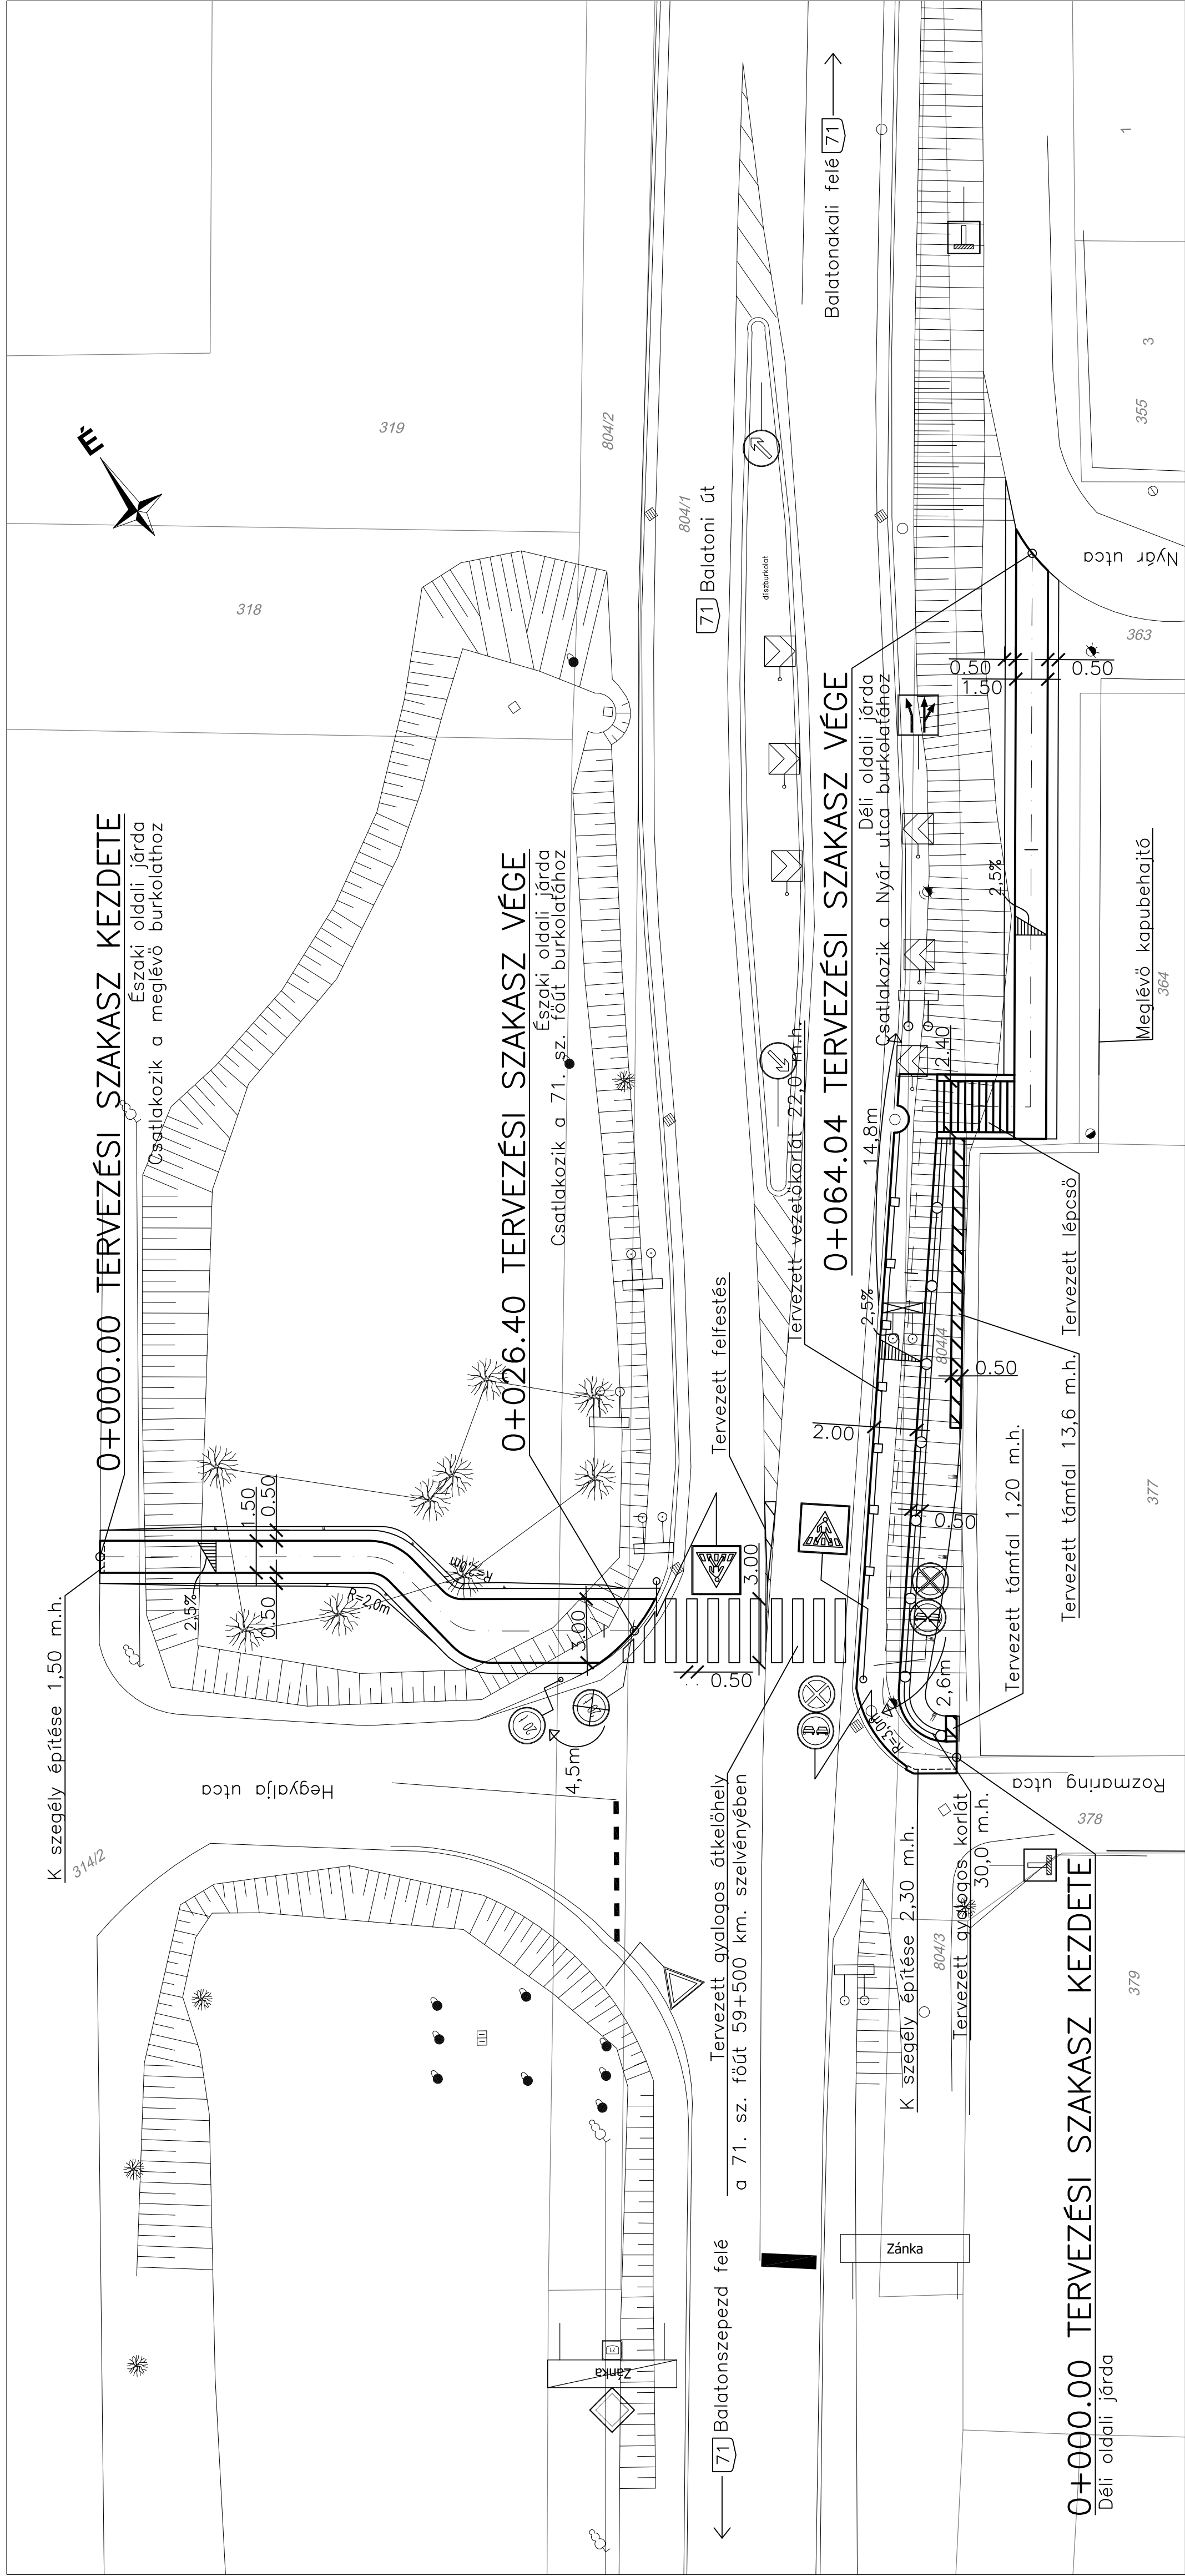 K szegély építése 1,50 m.h.
0+000.00 TERVEZÉSI SZAKASZ KEZDETE
Északi oldali járda
Csatlakozik a meglévő burkolathoz
É
314/2
318
319
804/2
804/1
Hegyalja utca
2,5%
1.50
0.50
0.50
R=2,0m
R=2,0m
3.00
4,5m
0+026.40 TERVEZÉSI SZAKASZ VÉGE
Északi oldali járda
Csatlakozik a 71. sz. főút burkolatához
71 Balatoni út
díszburkolat
Tervezett felfestés
3.00
0.50
Tervezett gyalogos átkelőhely
a 71. sz. főút 59+500 km. szelvényében
71 Balatonszepezd felé
Balatonakali felé 71
Zánka
71
Zánka
Tervezett vezetőkorlát 22,0 m.h.
0+064.04 TERVEZÉSI SZAKASZ VÉGE
Déli oldali járda
Csatlakozik a Nyár utca burkolatához
14,8m
2,5%
2.00
2.40
804/4
0.50
0.50
2,6m
R=3,0m
K szegély építése 2,30 m.h.
804/3
Tervezett gyalogos korlát
30,0 m.h.
Tervezett támfal 1,20 m.h.
Tervezett támfal 13,6 m.h.
Tervezett lépcső
Meglévő kapubehajtó
2,5%
0.50
1.50
0.50
Nyár utca
Rozmaring utca
0+000.00 TERVEZÉSI SZAKASZ KEZDETE
Déli oldali járda
379
378
377
364
363
355
3
1